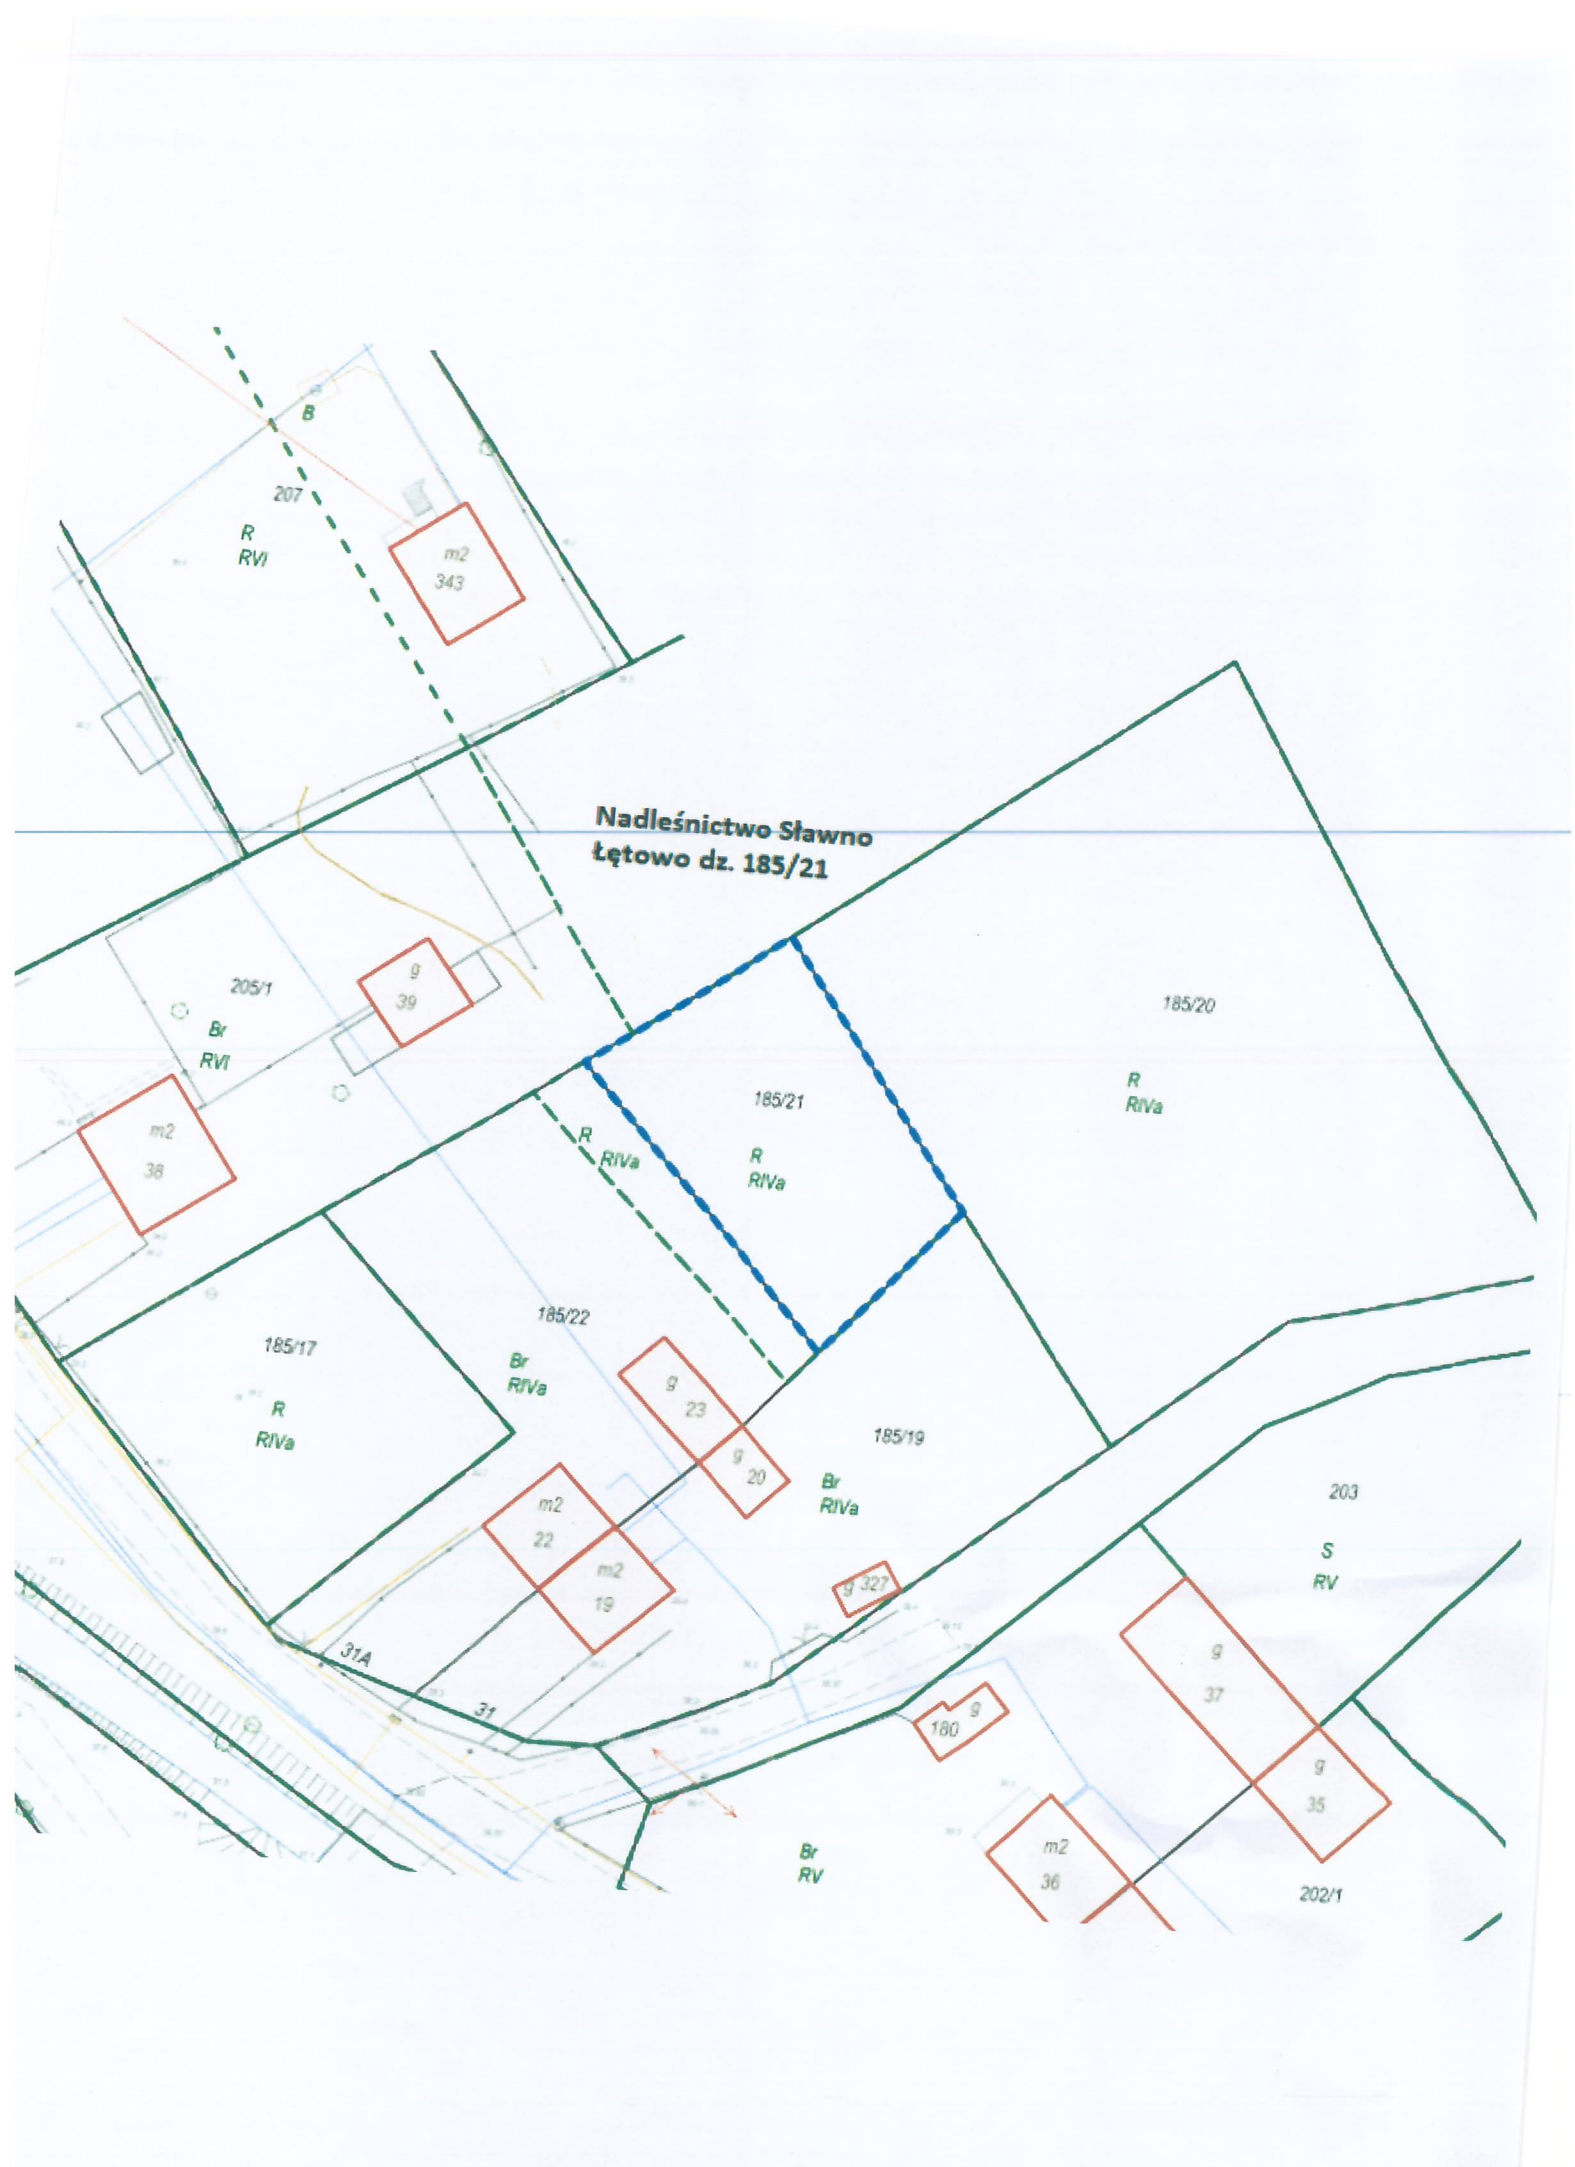 B
207
R
RVI
m2
343
Nadleśnictwo Sławno
Łętowo dz. 185/21
205/1
Br
RVI
g
39
m2
38
185/20
R
RIVa
185/21
R
RIVa
R
RIVa
185/22
Br
RIVa
185/17
R
RIVa
g
23
g
20
185/19
Br
RIVa
m2
22
m2
19
g 327
203
S
RV
31A
31
g
37
g
180
g
35
m2
36
Br
RV
202/1